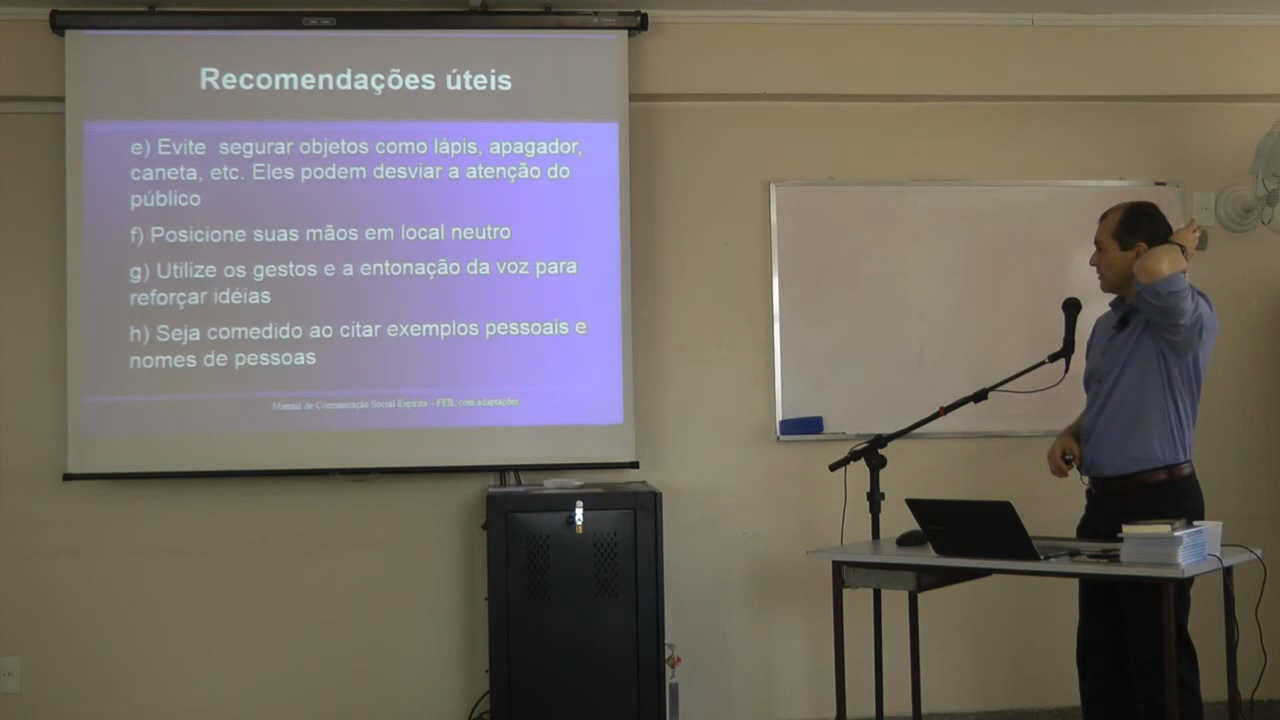 Recomendações úteis
e) Evite segurar objetos como lápis, apagador,
caneta, etc. Eles podem desviar a atenção do
público
f) Posicione suas mãos em local neutro
g) Utilize os gestos e a entonação da voz para
reforçar idéias
h) Seja comedido ao citar exemplos pessoais e
nomes de pessoas
Manual de Comunicação Social Espírita – FEB, com adaptações